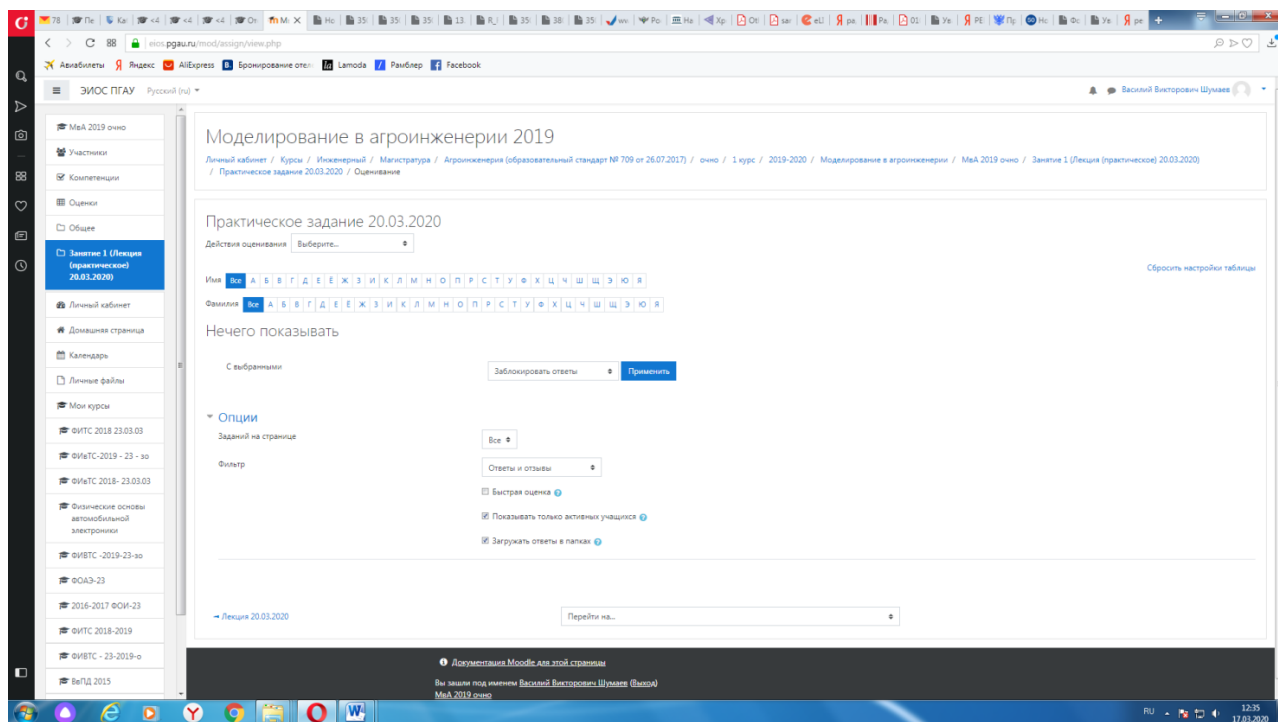 eios.pgau.ru/mod/assign/view.php
Авиабилеты Яндекс AliExpress Бронирование отел Lamoda Рамблер Facebook
ЭИОС ПГАУ Русский (ru)
Василий Викторович Шумаев
МвА 2019 очно
Участники
Компетенции
Оценки
Общее
Занятие 1 (Лекция
(практическое)
20.03.2020)
Личный кабинет
Домашняя страница
Календарь
Личные файлы
Мои курсы
ФИТС 2018 23.03.03
ФИвТС-2019 - 23 - зо
ФИвТС 2018- 23.03.03
Физические основы
автомобильной
электроники
ФИВТС -2019-23-зо
ФОАЭ-23
2016-2017 ФОИ-23
ФИТС 2018-2019
ФИВТС - 23-2019-о
ВвПД 2015
Моделирование в агроинженерии 2019
Личный кабинет / Курсы / Инженерный / Магистратура / Агроинженерия (образовательный стандарт № 709 от 26.07.2017) / очно / 1 курс / 2019-2020 / Моделирование в агроинженерии / МвА 2019 очно / Занятие 1 (Лекция (практическое) 20.03.2020)
/ Практическое задание 20.03.2020 / Оценивание
Практическое задание 20.03.2020
Действия оценивания Выберите...
Сбросить настройки таблицы
Имя Все А Б В Г Д Е Ё Ж З И К Л М Н О П Р С Т У Ф Х Ц Ч Ш Щ Э Ю Я
Фамилия Все А Б В Г Д Е Ё Ж З И К Л М Н О П Р С Т У Ф Х Ц Ч Ш Щ Э Ю Я
Нечего показывать
С выбранными Заблокировать ответы Применить
Опции
Заданий на странице Все
Фильтр Ответы и отзывы
Быстрая оценка
Показывать только активных учащихся
Загружать ответы в папках
→ Лекция 20.03.2020 Перейти на...
Документация Moodle для этой страницы
Вы зашли под именем Василий Викторович Шумаев (Выход)
МвА 2019 очно
RU 12:35
17.03.2020